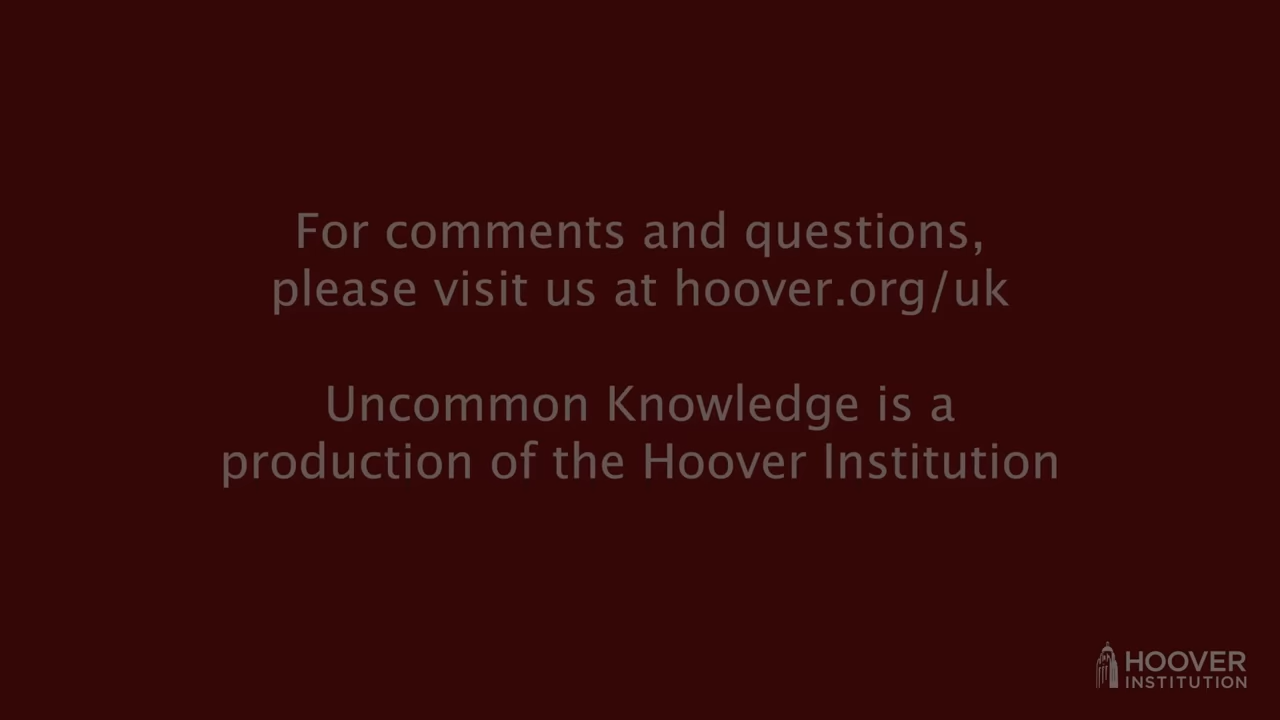 For comments and questions,
please visit us at hoover.org/uk
Uncommon Knowledge is a
production of the Hoover Institution
HOOVER
INSTITUTION